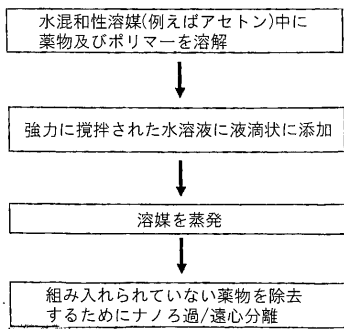 水混和性溶媒(例えばアセトン)中に
薬物及びポリマーを溶解
強力に撹拌された水溶液に液滴状に添加
溶媒を蒸発
組み入れられていない薬物を除去
するためにナノろ過/遠心分離